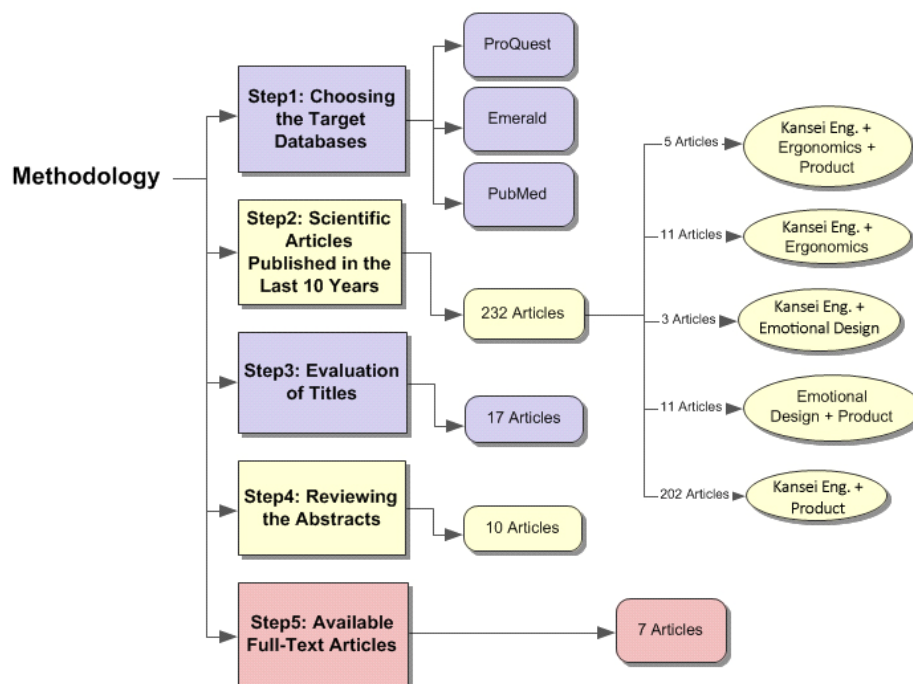 Methodology
Step1: Choosing
the Target
Databases
ProQuest
Emerald
PubMed
Step2: Scientific
Articles
Published in the
Last 10 Years
232 Articles
5 Articles
Kansei Eng. +
Ergonomics +
Product
11 Articles
Kansei Eng. +
Ergonomics
3 Articles
Kansei Eng. +
Emotional Design
11 Articles
Emotional
Design + Product
202 Articles
Kansei Eng. +
Product
Step3: Evaluation
of Titles
17 Articles
Step4: Reviewing
the Abstracts
10 Articles
Step5: Available
Full-Text Articles
7 Articles